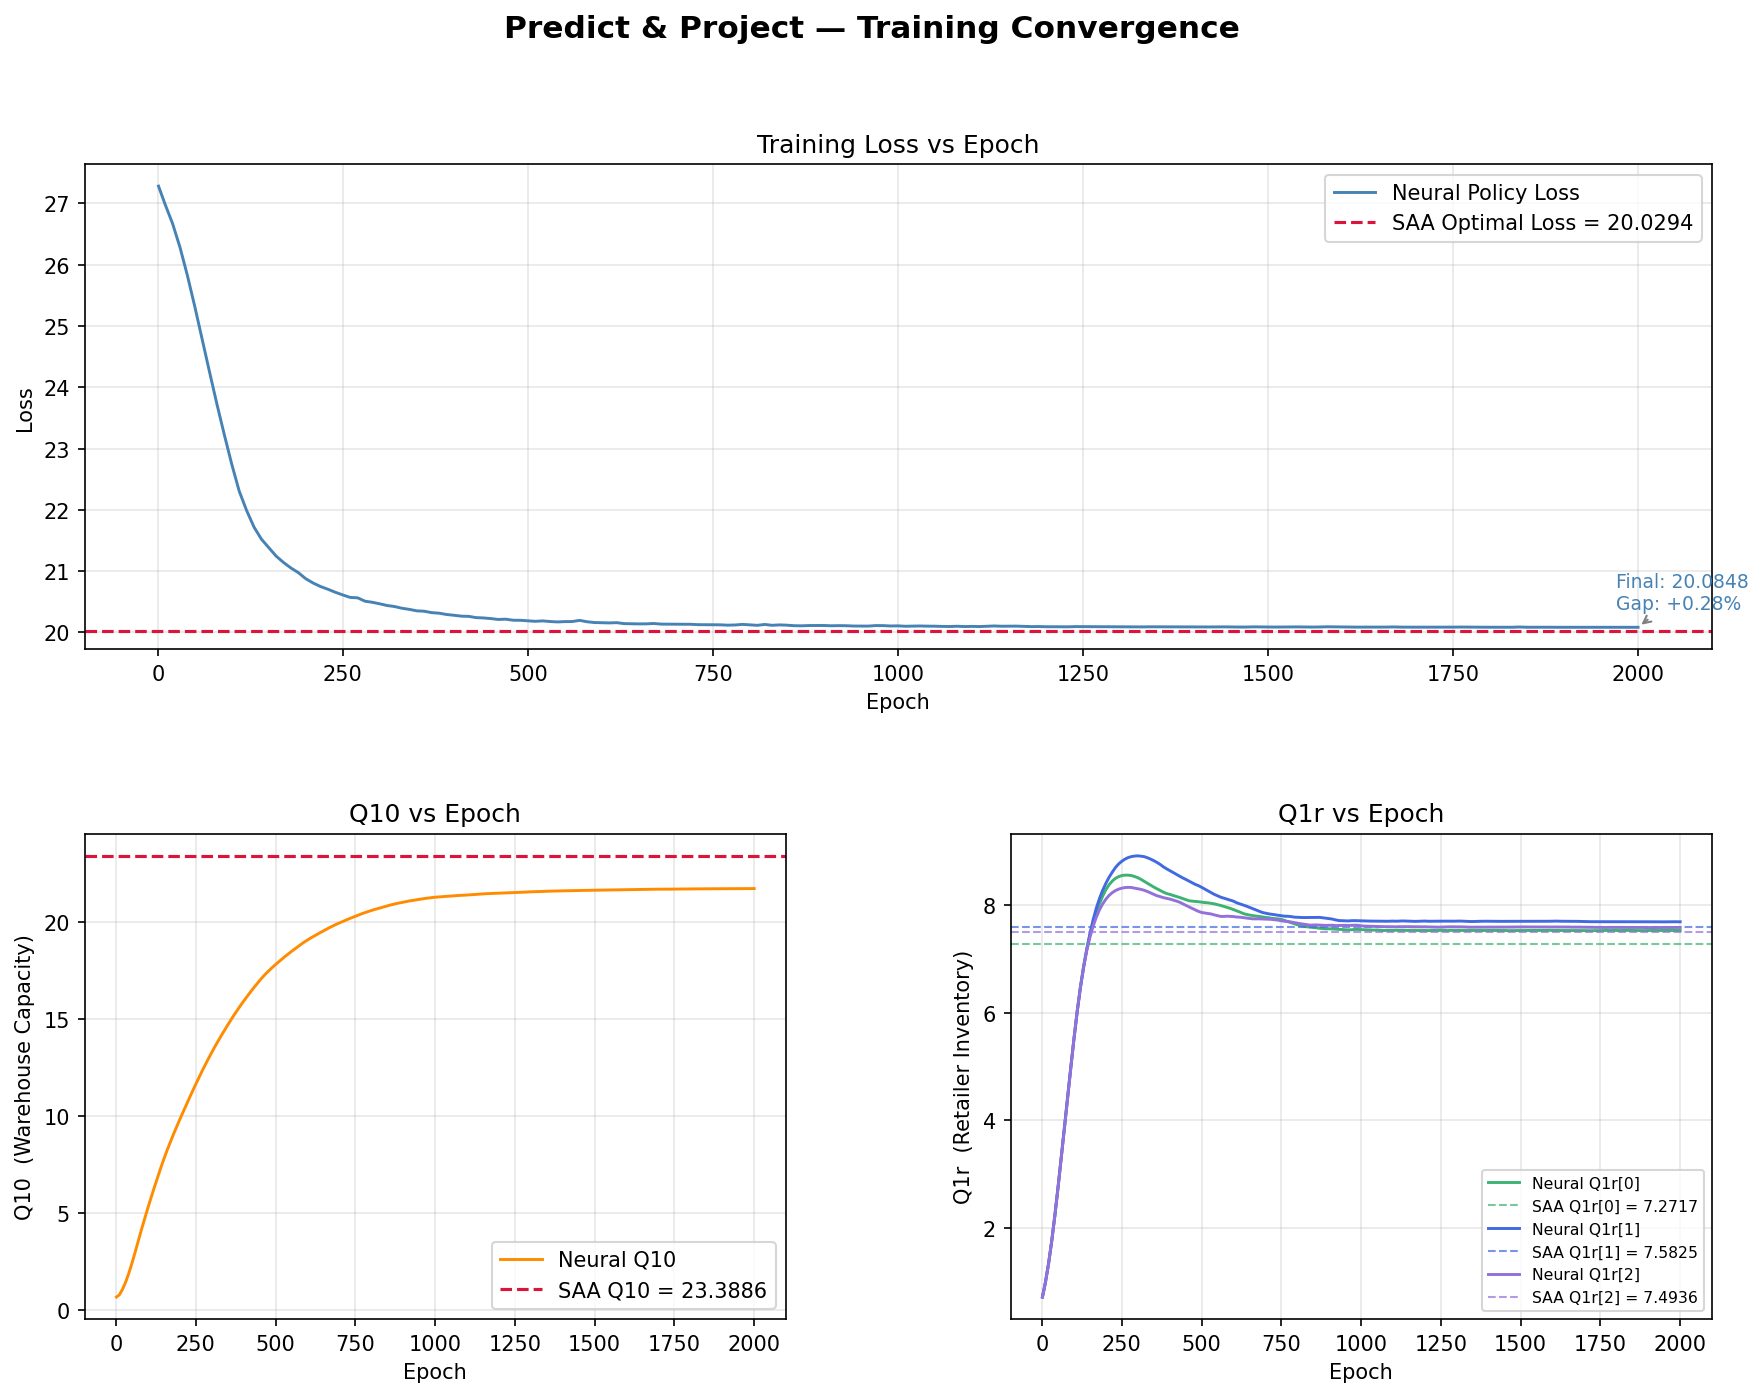 Predict & Project — Training Convergence
Training Loss vs Epoch
Loss
27
26
25
24
23
22
21
20
Neural Policy Loss
SAA Optimal Loss = 20.0294
Final: 20.0848
Gap: +0.28%
0 250 500 750 1000 1250 1500 1750 2000
Epoch
Q10 vs Epoch
Q10 (Warehouse Capacity)
20
15
10
5
0
Neural Q10
SAA Q10 = 23.3886
0 250 500 750 1000 1250 1500 1750 2000
Epoch
Q1r vs Epoch
Q1r (Retailer Inventory)
8
6
4
2
Neural Q1r[0]
SAA Q1r[0] = 7.2717
Neural Q1r[1]
SAA Q1r[1] = 7.5825
Neural Q1r[2]
SAA Q1r[2] = 7.4936
0 250 500 750 1000 1250 1500 1750 2000
Epoch